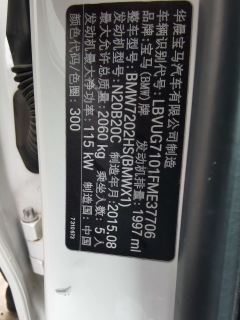 华晨宝马汽车有限公司制造
车辆识别代号: LBVUG7101FME37706
品牌: 宝马(BMW)牌
整车型号: BMW7202HS(BMWX1)
发动机型号: N20B20C 发动机排量: 1997 ml
最大允许总质量: 2060 kg 乘坐人数: 5 人
发动机最大净功率: 115 kW 制造年月: 2015.08
颜色代码/色圈: 300 制造国: 中国
7310973